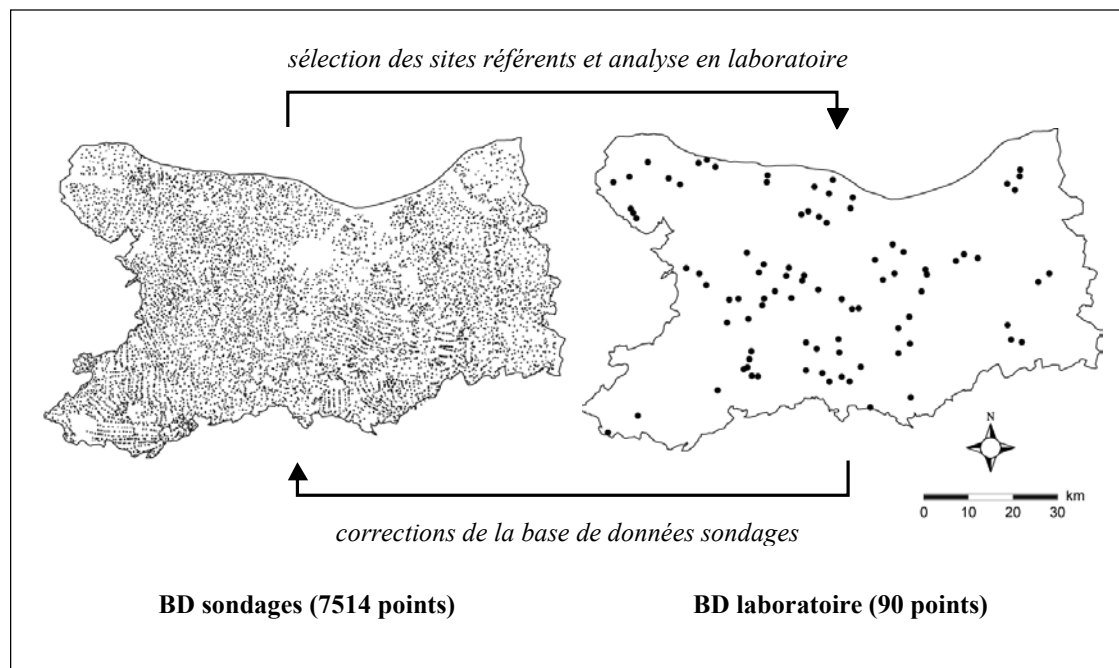 sélection des sites référents et analyse en laboratoire
N
km
0 10 20 30
corrections de la base de données sondages
BD sondages (7514 points)
BD laboratoire (90 points)